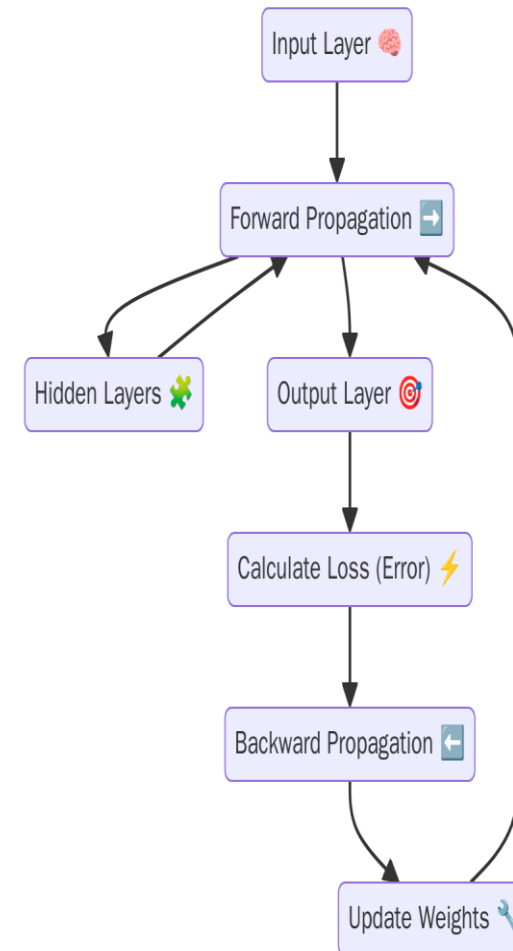 Input Layer 🧠
Forward Propagation ➡️
Hidden Layers 🧩
Output Layer 🎯
Calculate Loss (Error) ⚡
Backward Propagation ⬅️
Update Weights 🔧